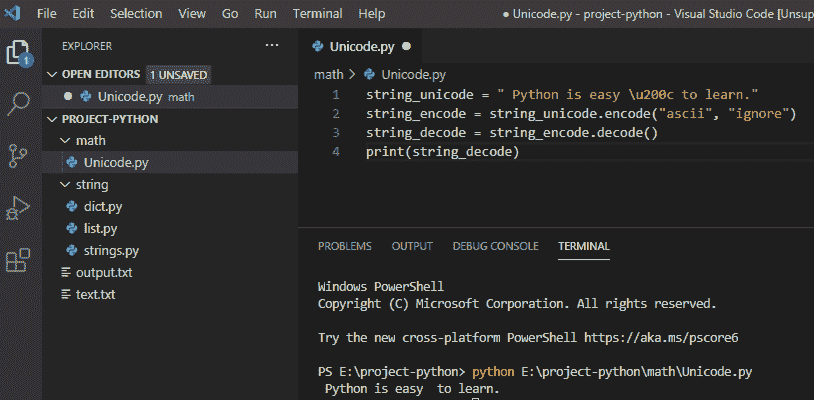 File Edit Selection View Go Run Terminal Help ● Unicode.py - project-python - Visual Studio Code [Unsup
EXPLORER ···
OPEN EDITORS 1 UNSAVED
● Unicode.py math
PROJECT-PYTHON
math
Unicode.py
string
dict.py
list.py
strings.py
output.txt
text.txt
1
Unicode.py ●
math > Unicode.py
1 string_unicode = " Python is easy \u200c to learn."
2 string_encode = string_unicode.encode("ascii", "ignore")
3 string_decode = string_encode.decode()
4 print(string_decode)
PROBLEMS OUTPUT DEBUG CONSOLE TERMINAL
Windows PowerShell
Copyright (C) Microsoft Corporation. All rights reserved.
Try the new cross-platform PowerShell https://aka.ms/pscore6
PS E:\project-python> python E:\project-python\math\Unicode.py
 Python is easy  to learn.